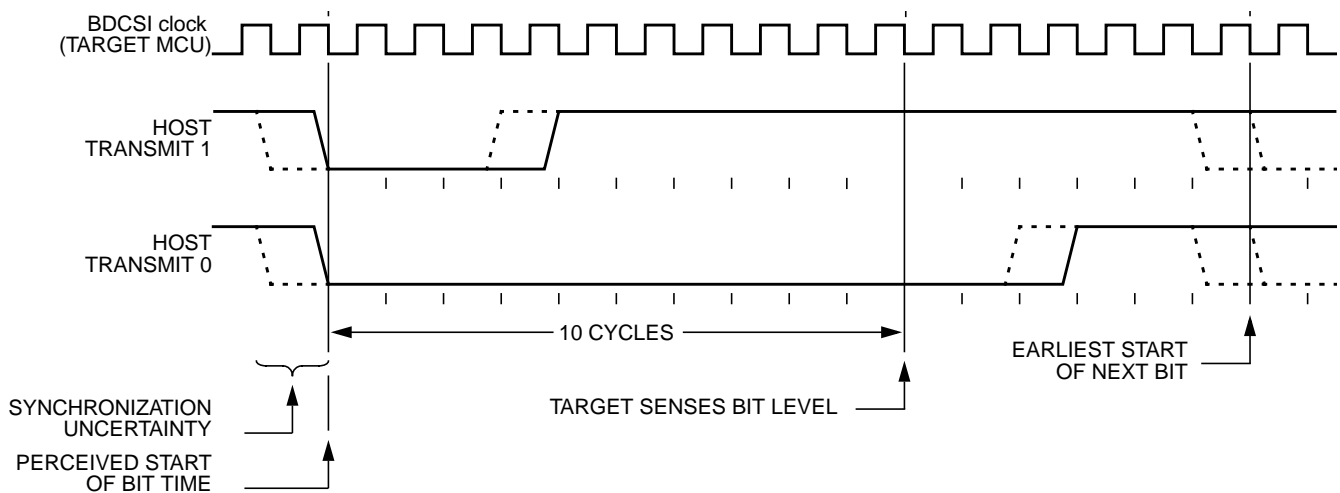 BDCSI clock
(TARGET MCU)
HOST
TRANSMIT 1
HOST
TRANSMIT 0
10 CYCLES
EARLIEST START
OF NEXT BIT
TARGET SENSES BIT LEVEL
SYNCHRONIZATION
UNCERTAINTY
PERCEIVED START
OF BIT TIME